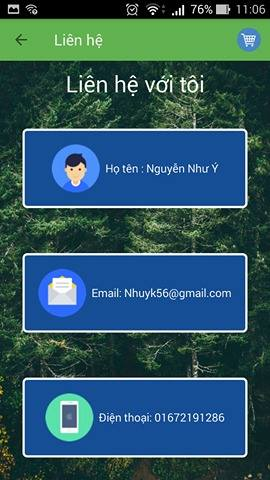 76% 11:06
Liên hệ
Liên hệ với tôi
Họ tên : Nguyễn Như Ý
Email: Nhuyk56@gmail.com
Điện thoại: 01672191286